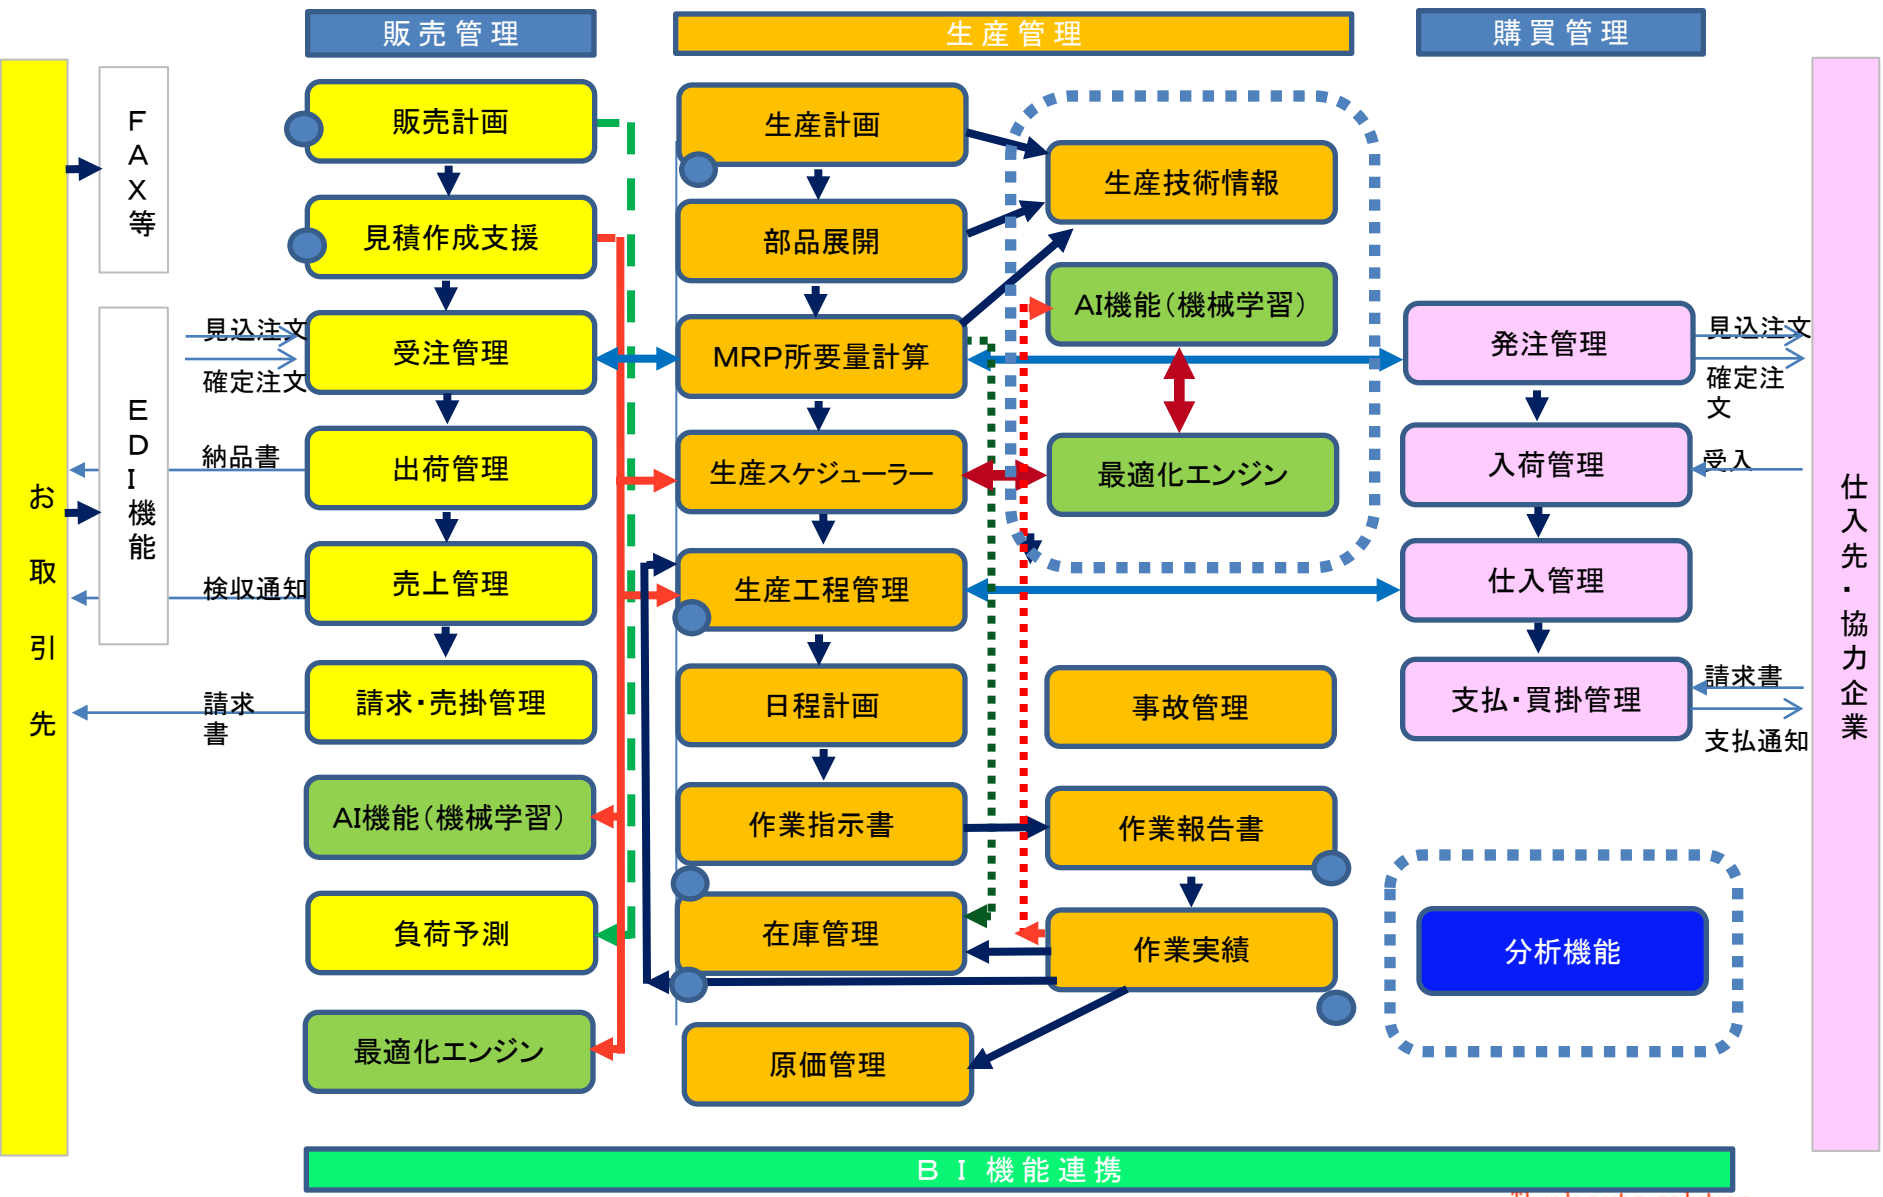 販売管理
生産管理
購買管理
お取引先
FAX等
EDI機能
見込注文
確定注文
納品書
検収通知
請求
書
販売計画
見積作成支援
受注管理
出荷管理
売上管理
請求・売掛管理
AI機能（機械学習）
負荷予測
最適化エンジン
生産計画
部品展開
MRP所要量計算
生産スケジューラー
生産工程管理
日程計画
作業指示書
在庫管理
原価管理
生産技術情報
AI機能（機械学習）
最適化エンジン
事故管理
作業報告書
作業実績
発注管理
入荷管理
仕入管理
支払・買掛管理
分析機能
見込注文
確定注
文
受入
請求書
支払通知
仕入先・協力企業
BI機能連携